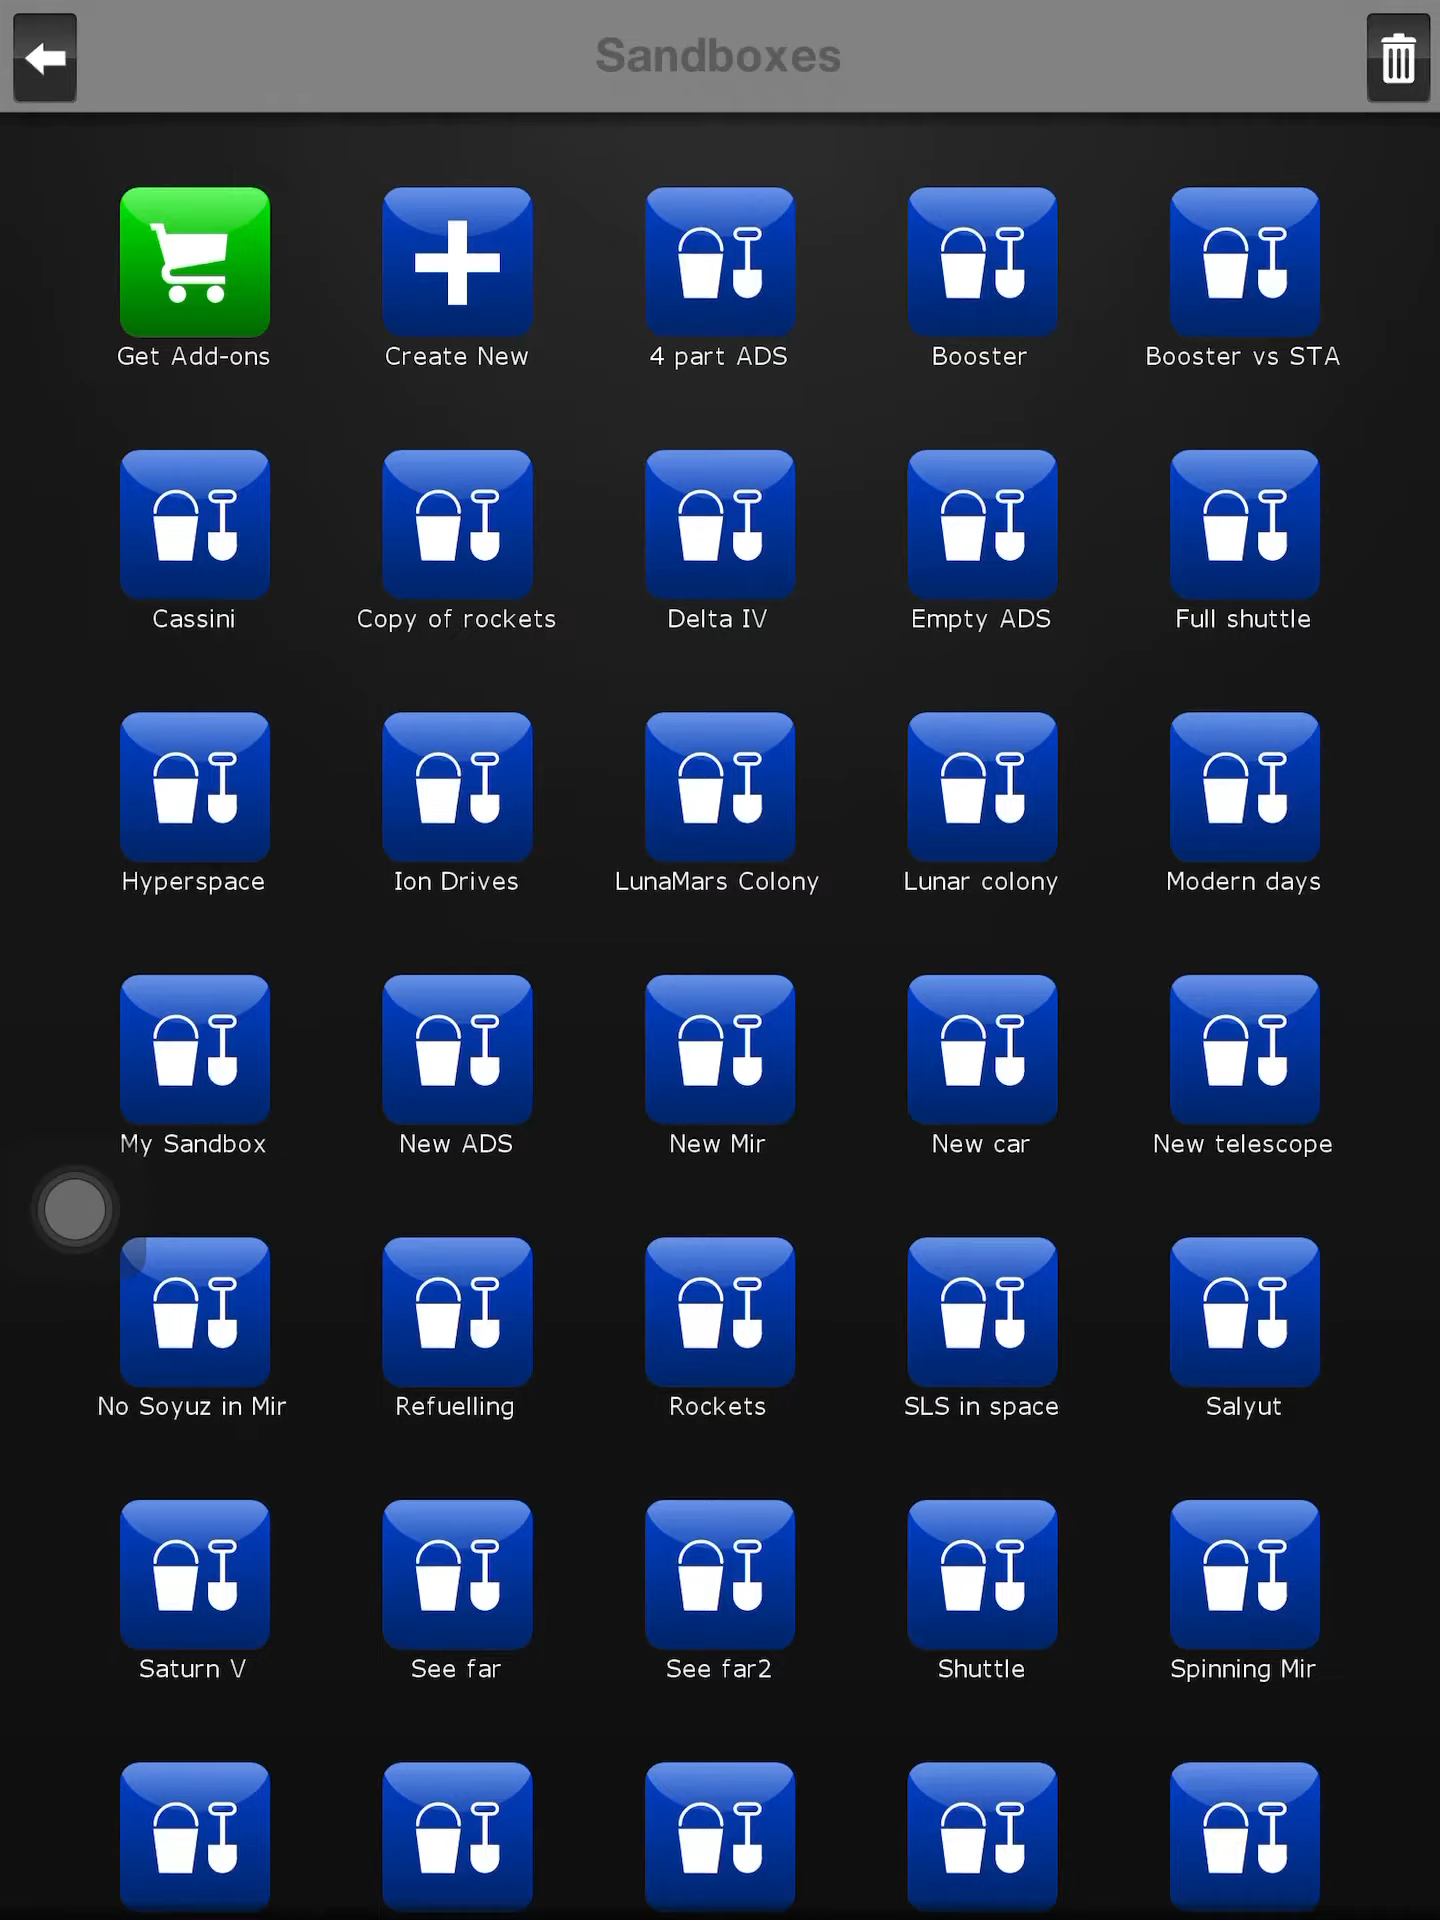 Sandboxes
Get Add-ons
Create New
4 part ADS
Booster
Booster vs STA
Cassini
Copy of rockets
Delta IV
Empty ADS
Full shuttle
Hyperspace
Ion Drives
LunaMars Colony
Lunar colony
Modern days
My Sandbox
New ADS
New Mir
New car
New telescope
No Soyuz in Mir
Refuelling
Rockets
SLS in space
Salyut
Saturn V
See far
See far2
Shuttle
Spinning Mir